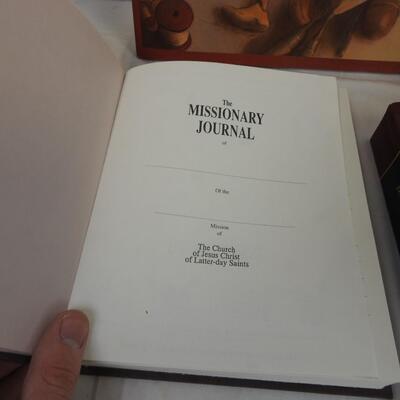 The
MISSIONARY
JOURNAL
of
Of the
Mission
of
The Church
of Jesus Christ
of Latter-day Saints